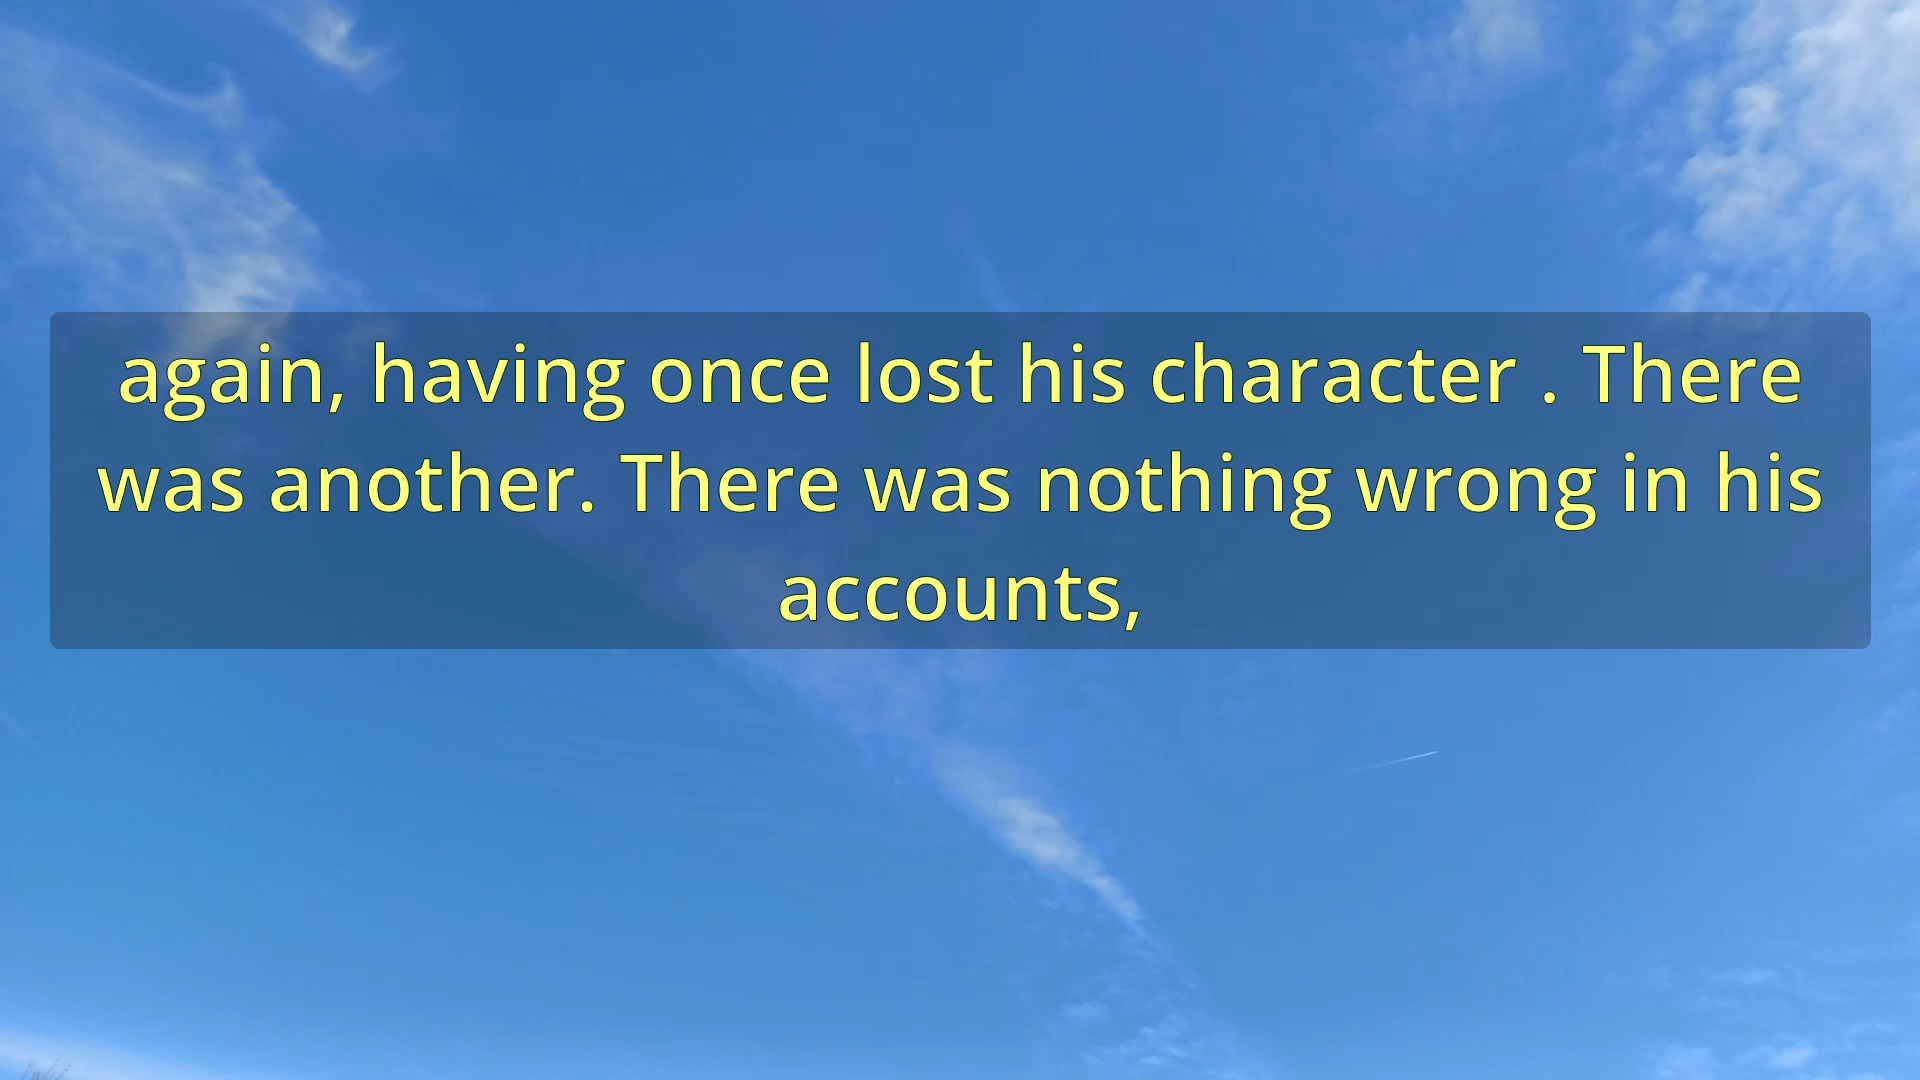 again, having once lost his character . There
was another. There was nothing wrong in his
accounts,